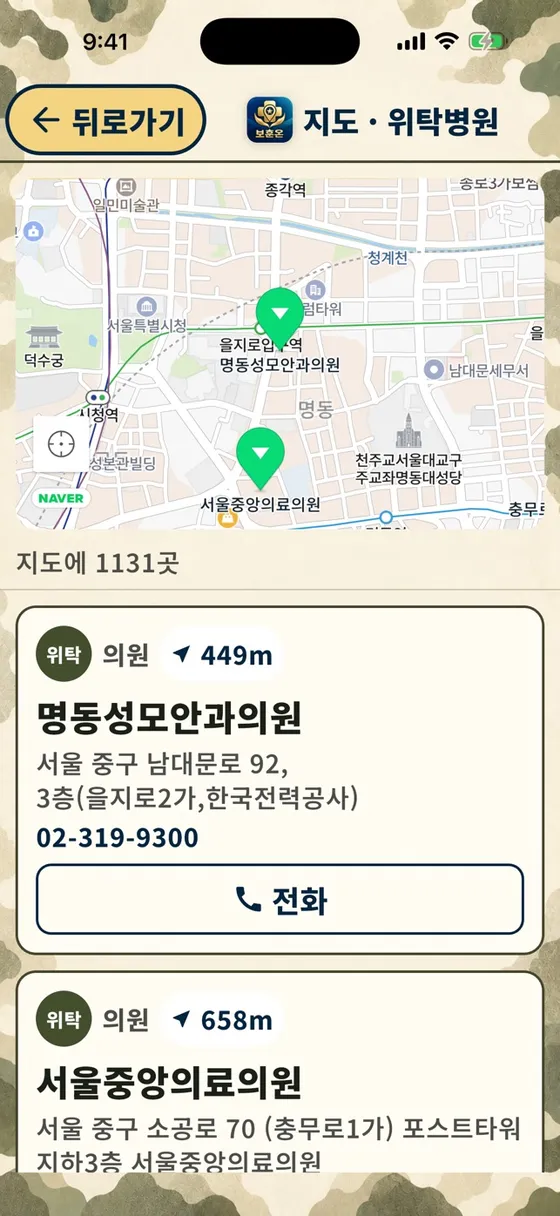 9:41
뒤로가기
보훈온
지도 · 위탁병원
종각역
일민미술관
청계천
서울특별시청
럼타워
덕수궁
을지로입구역
명동성모안과의원
남대문세무서
명동
시청역
천주교서울대교구
주교좌명동대성당
성본관빌딩
NAVER
서울중앙의료의원
충무로
지도에 1131곳
위탁 의원 449m
명동성모안과의원
서울 중구 남대문로 92,
3층(을지로2가,한국전력공사)
02-319-9300
전화
위탁 의원 658m
서울중앙의료의원
서울 중구 소공로 70 (충무로1가) 포스트타워
지하3층 서울중앙의료의원